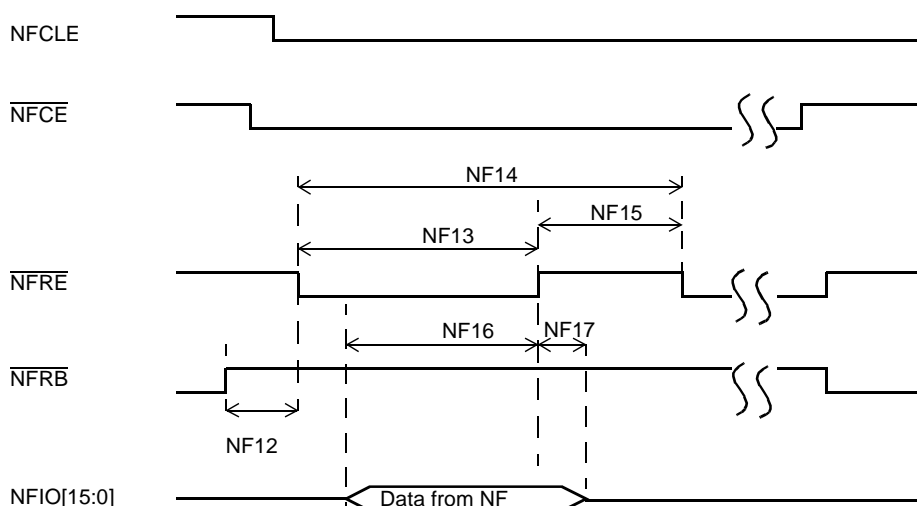 NFCLE
NFCE
NF14
NF15
NF13
NFRE
NF16
NF17
NFRB
NF12
NFIO[15:0]
Data from NF